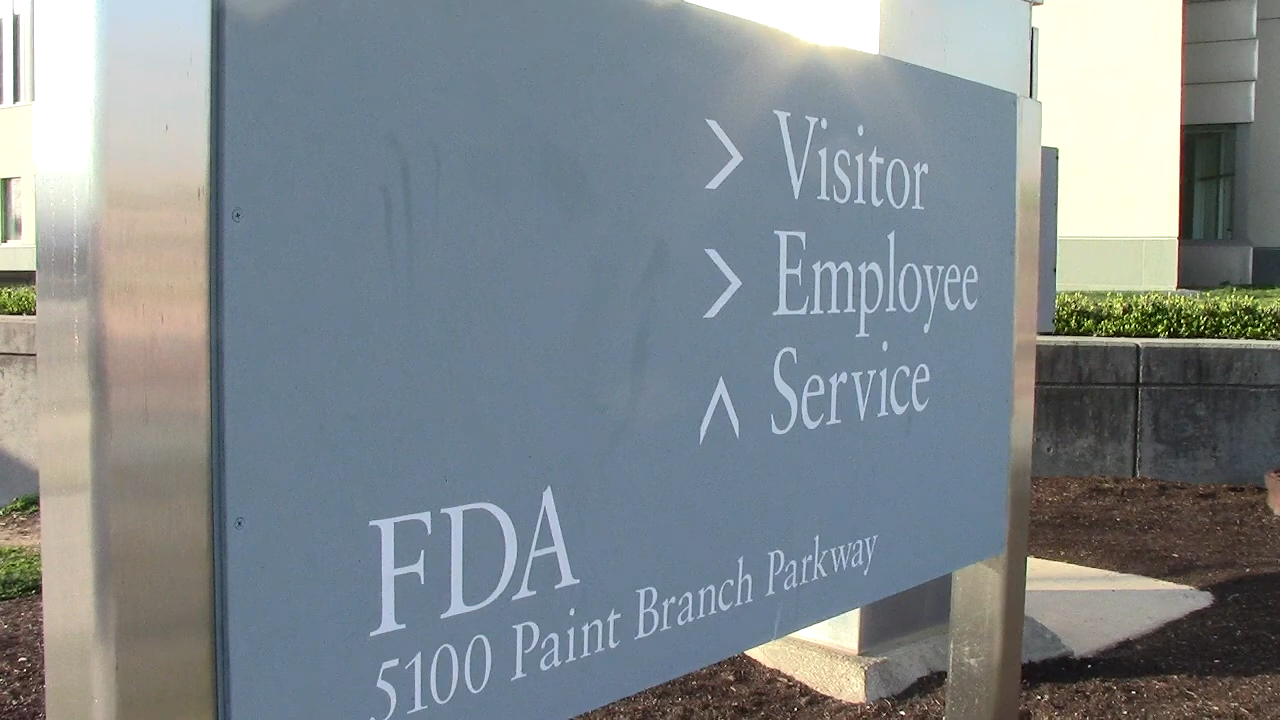 > Visitor
> Employee
^ Service
FDA
5100 Paint Branch Parkway